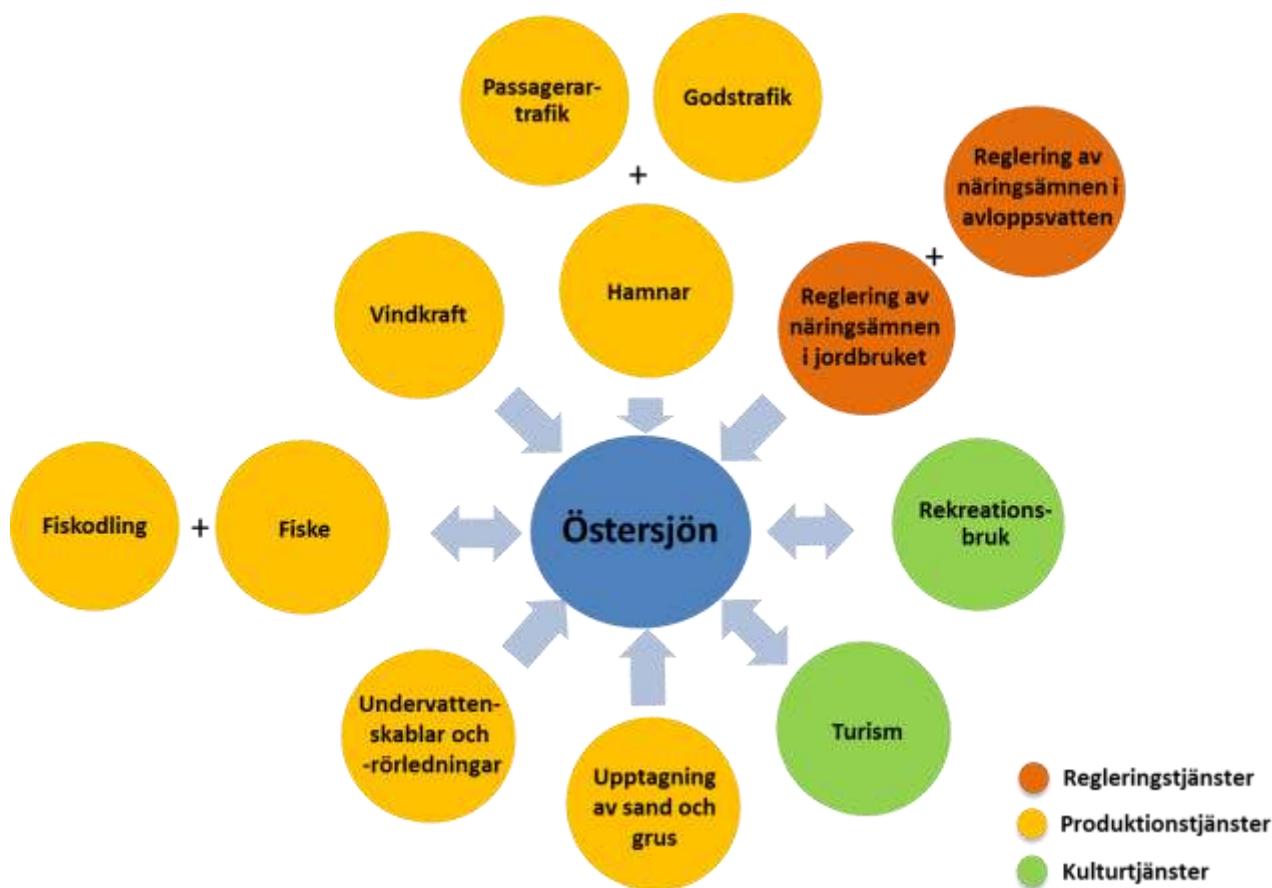 Passagerar-
trafik
Godstrafik
Reglering av
näringsämnen i
avloppsvatten
+
+
Vindkraft
Hamnar
Reglering av
näringsämnen
i jordbruket
Fiskodling
+
Fiske
Östersjön
Rekreations-
bruk
Undervatten-
skablar och
-rörledningar
Upptagning
av sand och
grus
Turism
Regleringstjänster
Produktionstjänster
Kulturtjänster